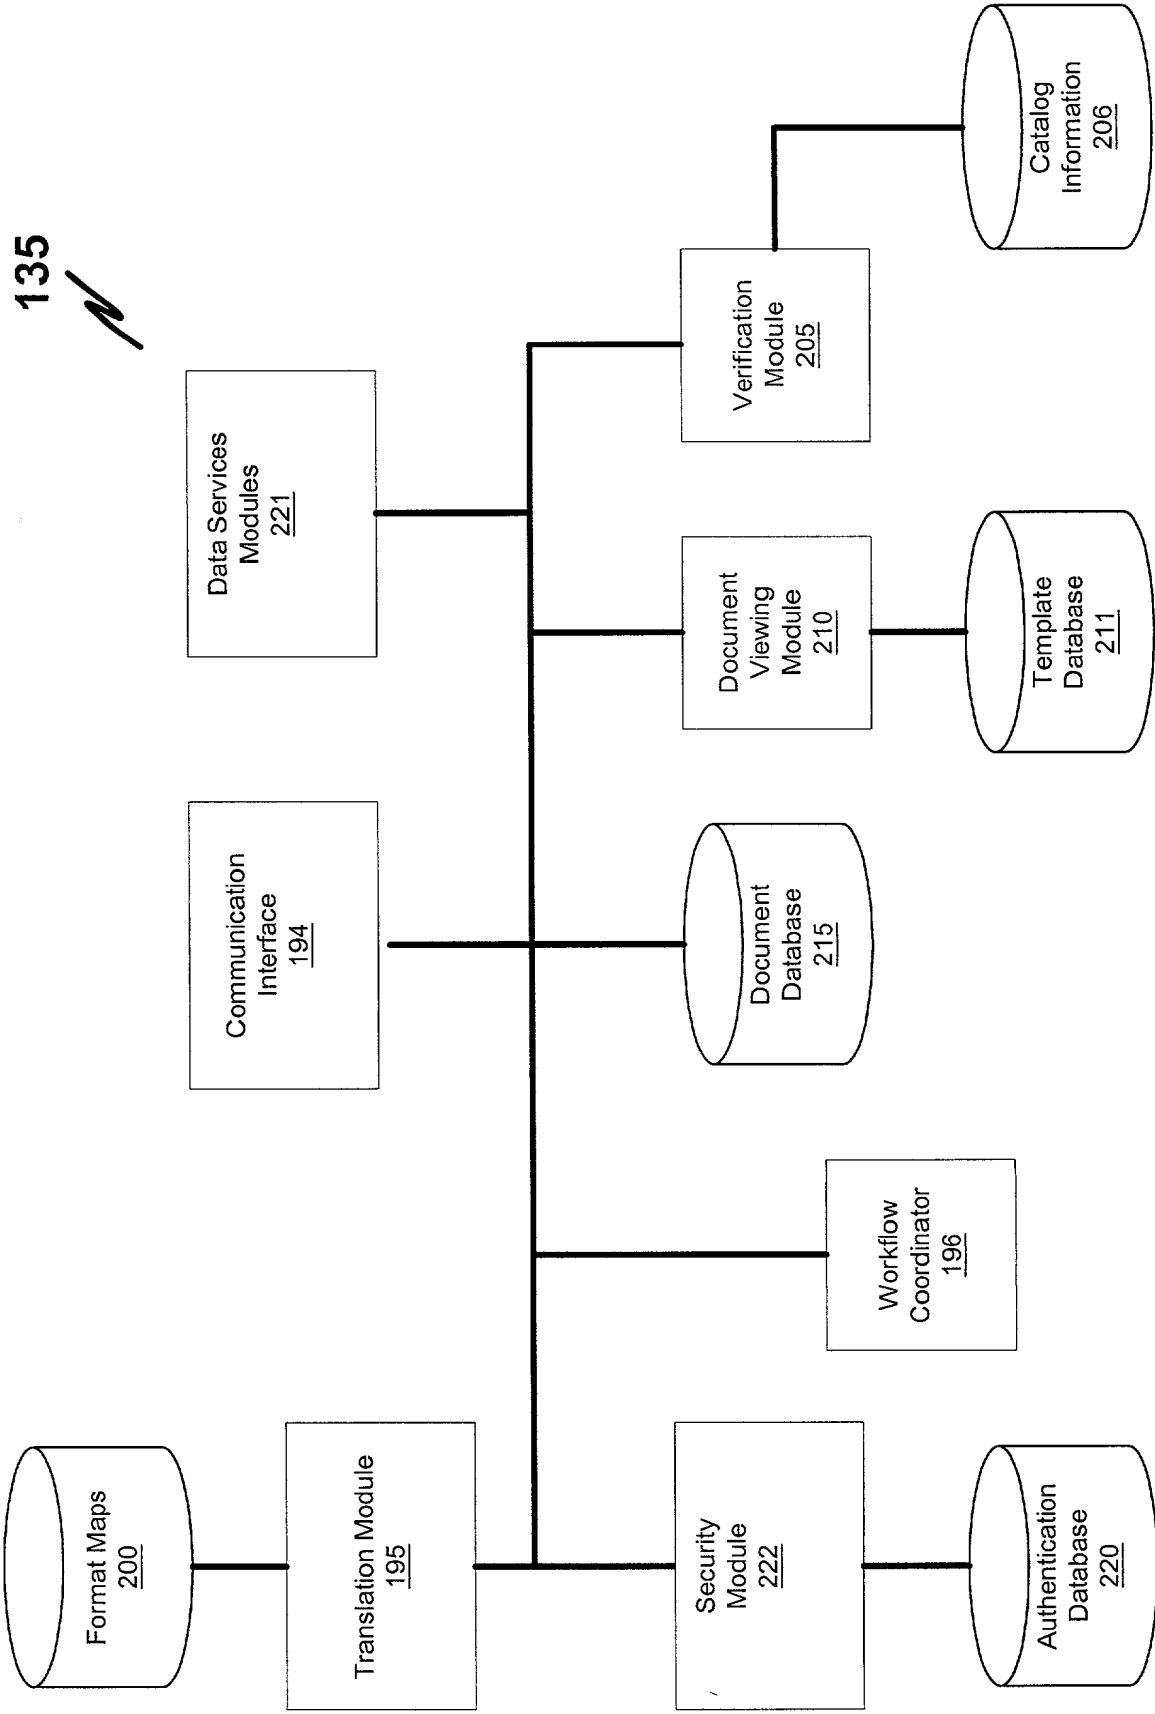 135
Format Maps
200
Translation Module
195
Communication
Interface
194
Data Services
Modules
221
Security
Module
222
Authentication
Database
220
Workflow
Coordinator
196
Document
Database
215
Document
Viewing
Module
210
Template
Database
211
Verification
Module
205
Catalog
Information
206